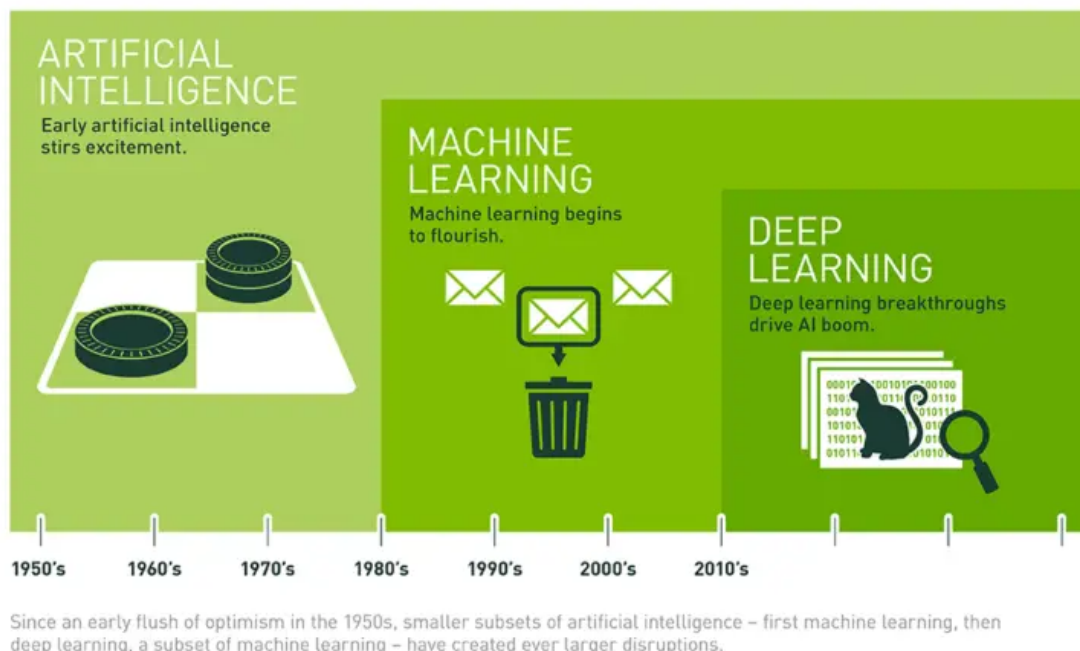 ARTIFICIAL
INTELLIGENCE
Early artificial intelligence
stirs excitement.
MACHINE
LEARNING
Machine learning begins
to flourish.
DEEP
LEARNING
Deep learning breakthroughs
drive AI boom.
1950's 1960's 1970's 1980's 1990's 2000's 2010's
Since an early flush of optimism in the 1950s, smaller subsets of artificial intelligence – first machine learning, then
deep learning, a subset of machine learning – have created ever larger disruptions.